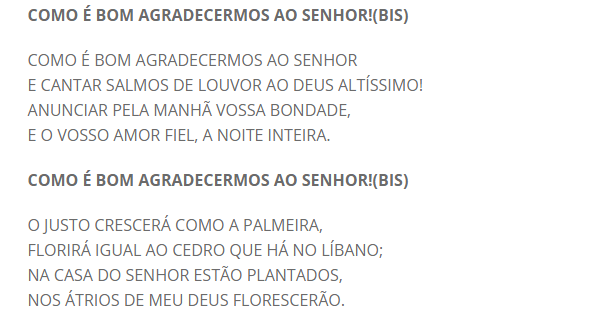 COMO É BOM AGRADECERMOS AO SENHOR!(BIS)
COMO É BOM AGRADECERMOS AO SENHOR
E CANTAR SALMOS DE LOUVOR AO DEUS ALTÍSSIMO!
ANUNCIAR PELA MANHÃ VOSSA BONDADE,
E O VOSSO AMOR FIEL, A NOITE INTEIRA.
COMO É BOM AGRADECERMOS AO SENHOR!(BIS)
O JUSTO CRESCERÁ COMO A PALMEIRA,
FLORIRÁ IGUAL AO CEDRO QUE HÁ NO LÍBANO;
NA CASA DO SENHOR ESTÃO PLANTADOS,
NOS ÁTRIOS DE MEU DEUS FLORESCERÃO.